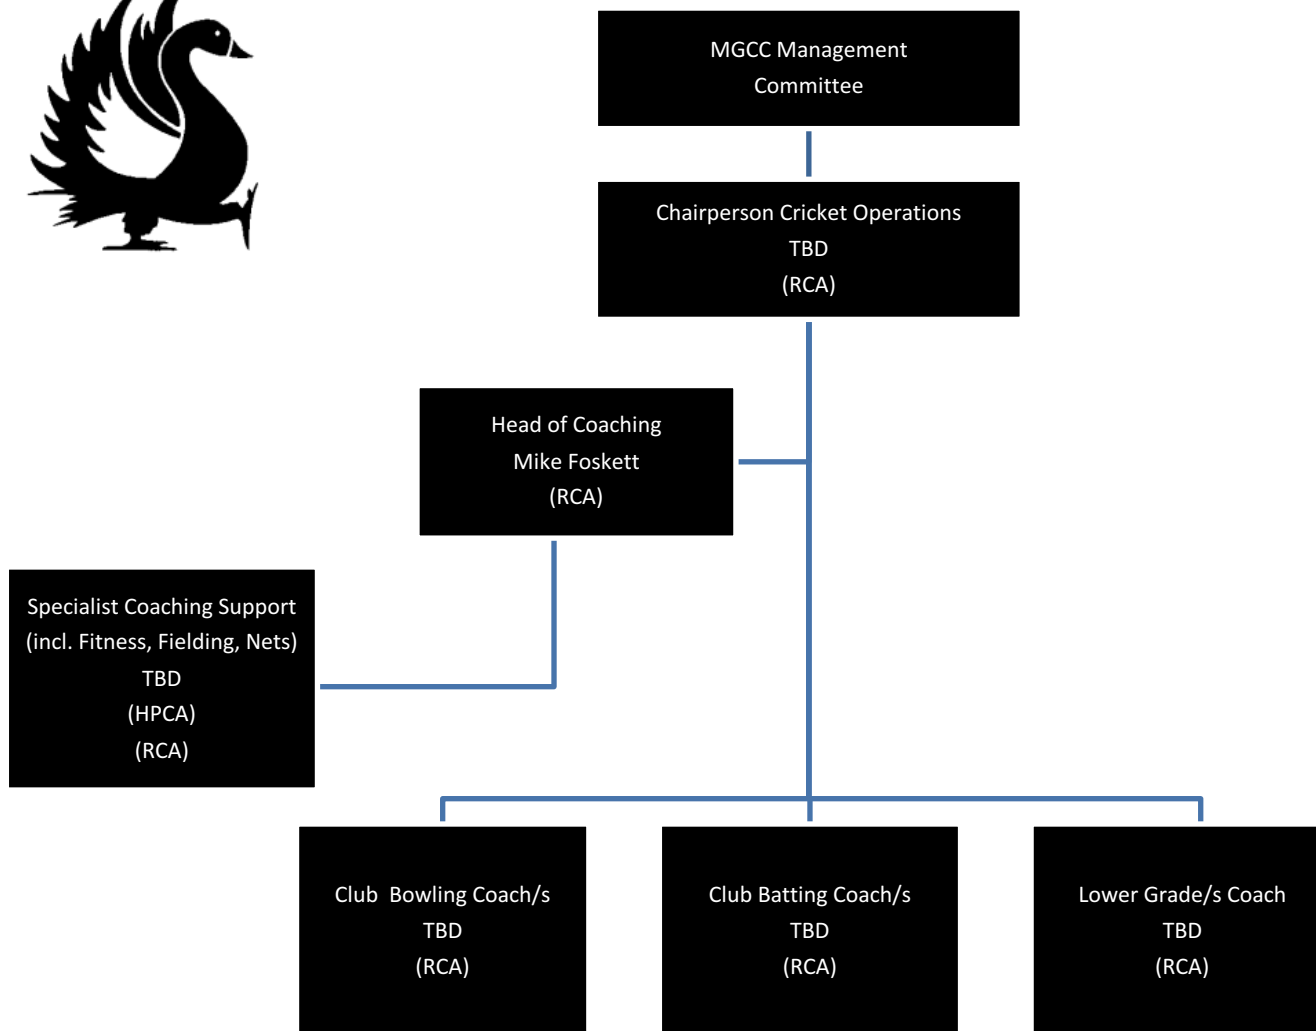 MGCC Management
Committee
Chairperson Cricket Operations
TBD
(RCA)
Head of Coaching
Mike Foskett
(RCA)
Specialist Coaching Support
(incl. Fitness, Fielding, Nets)
TBD
(HPCA)
(RCA)
Club  Bowling Coach/s
TBD
(RCA)
Club Batting Coach/s
TBD
(RCA)
Lower Grade/s Coach
TBD
(RCA)